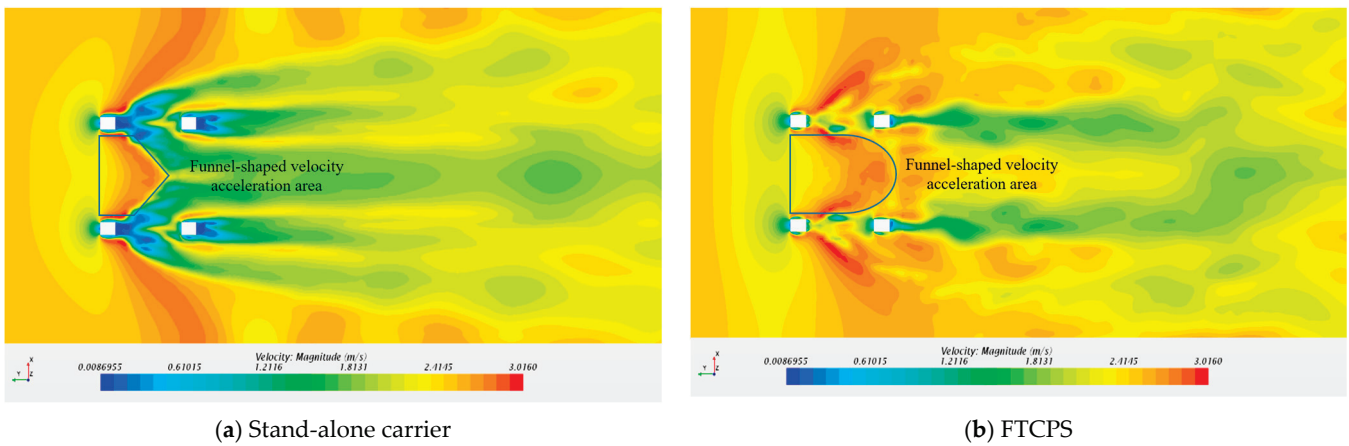 Funnel-shaped velocity
acceleration area
Velocity: Magnitude (m/s)
0.0086955 0.61015 1.2116 1.8131 2.4145 3.0160
X
Y
Z
(a) Stand-alone carrier
Funnel-shaped velocity
acceleration area
Velocity: Magnitude (m/s)
0.0086955 0.61015 1.2116 1.8131 2.4145 3.0160
X
Y
Z
(b) FTCPS